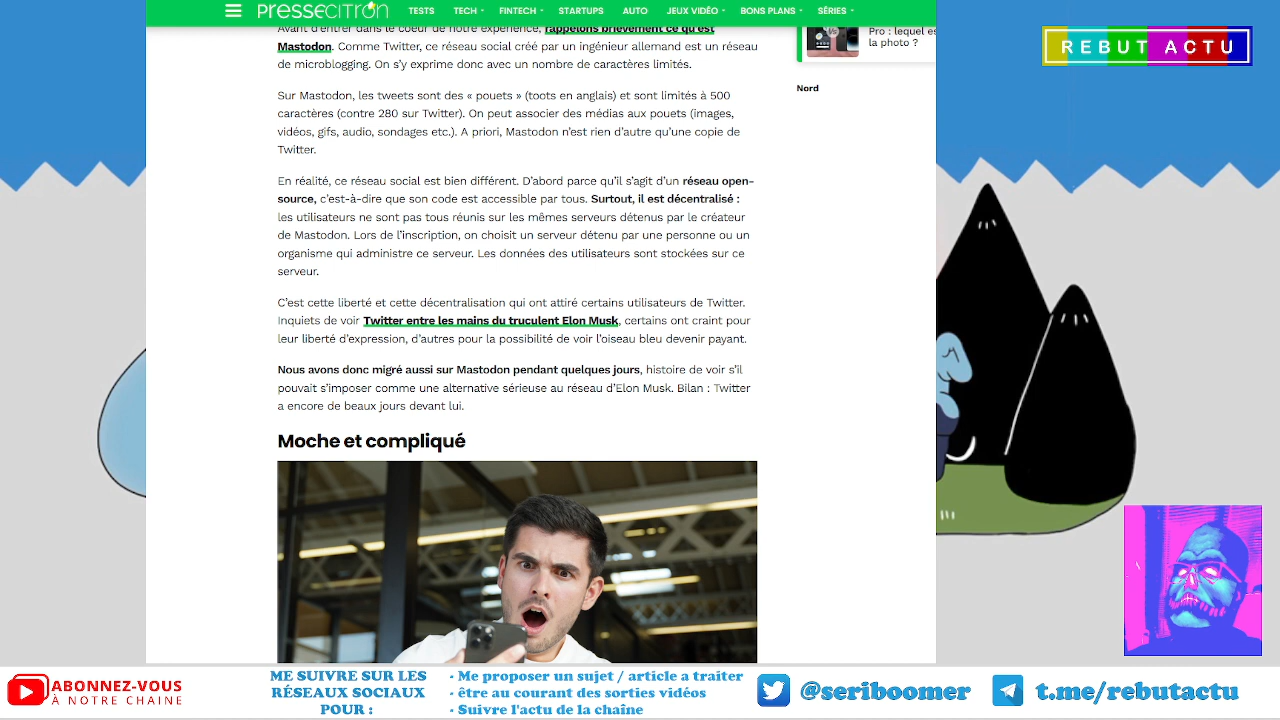 PRESSECITRON TESTS TECH FINTECH STARTUPS AUTO JEUX VIDÉO BONS PLANS SÉRIES
REBUT ACTU
Avant d'entrer dans le coeur de notre expérience, rappelons brièvement ce qu'est
Mastodon. Comme Twitter, ce réseau social créé par un ingénieur allemand est un réseau
de microblogging. On s'y exprime donc avec un nombre de caractères limités.
Sur Mastodon, les tweets sont des « pouets » (toots en anglais) et sont limités à 500
caractères (contre 280 sur Twitter). On peut associer des médias aux pouets (images,
vidéos, gifs, audio, sondages etc.). A priori, Mastodon n'est rien d'autre qu'une copie de
Twitter.
En réalité, ce réseau social est bien différent. D'abord parce qu'il s'agit d'un réseau open-
source, c'est-à-dire que son code est accessible par tous. Surtout, il est décentralisé :
les utilisateurs ne sont pas tous réunis sur les mêmes serveurs détenus par le créateur
de Mastodon. Lors de l'inscription, on choisit un serveur détenu par une personne ou un
organisme qui administre ce serveur. Les données des utilisateurs sont stockées sur ce
serveur.
C'est cette liberté et cette décentralisation qui ont attiré certains utilisateurs de Twitter.
Inquiets de voir Twitter entre les mains du truculent Elon Musk, certains ont craint pour
leur liberté d'expression, d'autres pour la possibilité de voir l'oiseau bleu devenir payant.
Nous avons donc migré aussi sur Mastodon pendant quelques jours, histoire de voir s'il
pouvait s'imposer comme une alternative sérieuse au réseau d'Elon Musk. Bilan : Twitter
a encore de beaux jours devant lui.
Moche et compliqué
Pro : lequel es
la photo ?
Nord
ABONNEZ-VOUS
À NOTRE CHAINE
ME SUIVRE SUR LES
RÉSEAUX SOCIAUX
POUR :
- Me proposer un sujet / article a traiter
- être au courant des sorties vidéos
- Suivre l'actu de la chaîne
@seriboomer
t.me/rebutactu